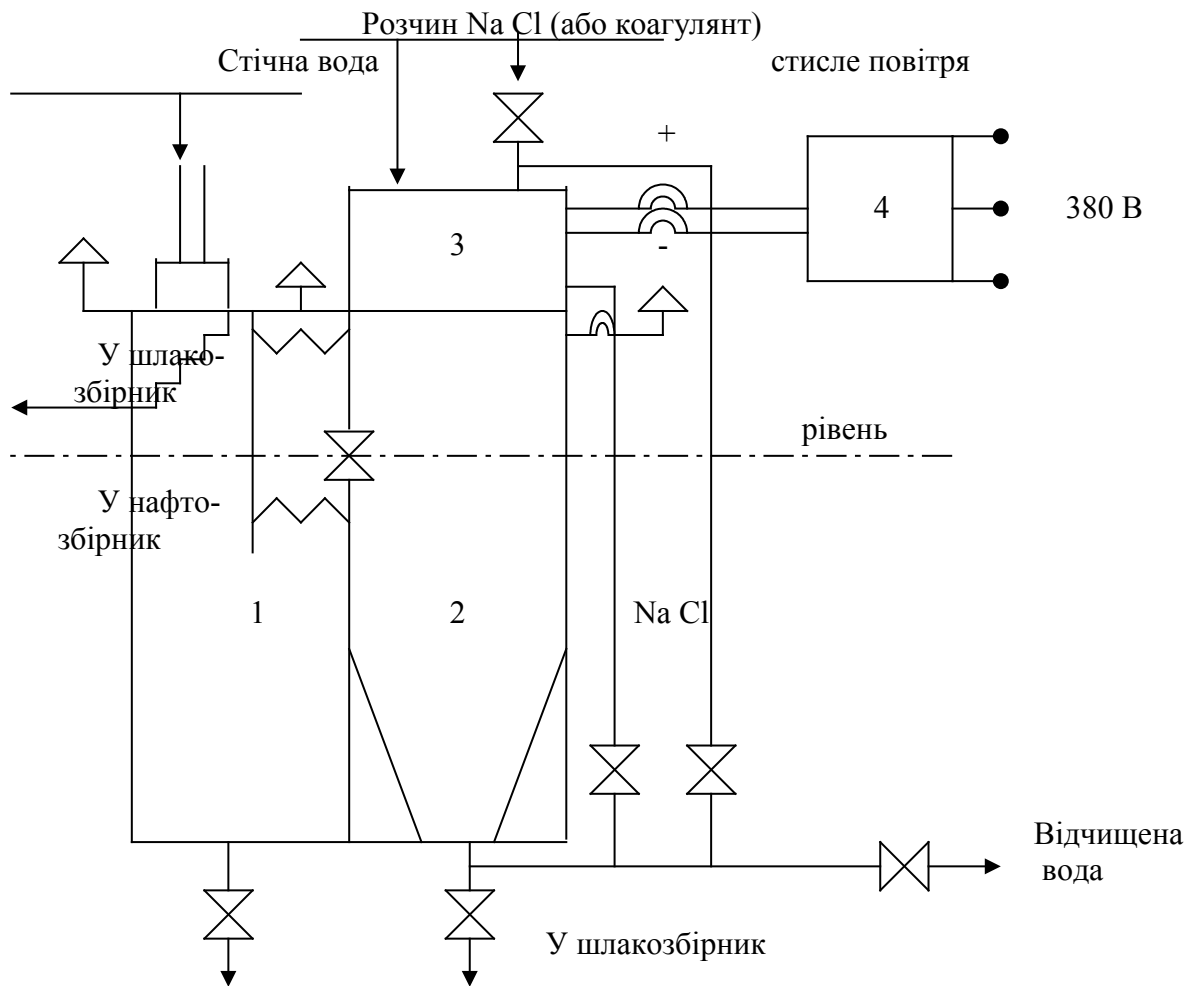 Розчин Na Cl (або коагулянт)
Стічна вода
стисле повітря
+
4
380 В
3
-
У шлако-
збірник
рівень
У нафто-
збірник
1
2
Na Cl
Відчищена
вода
У шлакозбірник